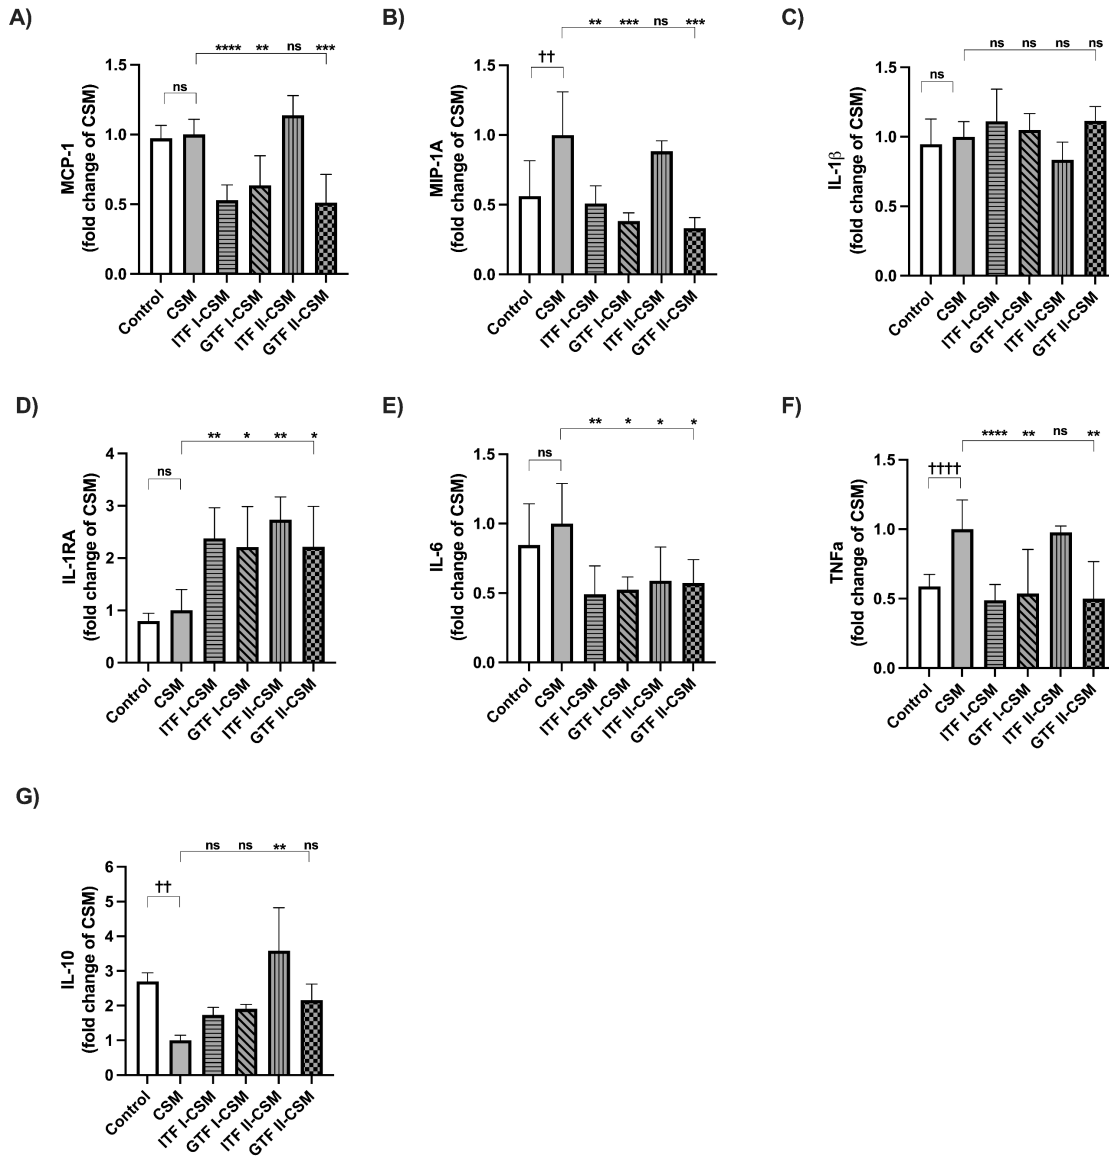 A)
**** ** ns ***
ns
MCP-1
(fold change of CSM)
1.5
1.0
0.5
0.0
Control
CSM
ITF I-CSM
GTF I-CSM
ITF II-CSM
GTF II-CSM
B)
** *** ns ***
††
MIP-1A
(fold change of CSM)
1.5
1.0
0.5
0.0
Control
CSM
ITF I-CSM
GTF I-CSM
ITF II-CSM
GTF II-CSM
C)
ns ns ns ns
ns
IL-1β
(fold change of CSM)
1.5
1.0
0.5
0.0
Control
CSM
ITF I-CSM
GTF I-CSM
ITF II-CSM
GTF II-CSM
D)
** * ** *
ns
IL-1RA
(fold change of CSM)
4
3
2
1
0
Control
CSM
ITF I-CSM
GTF I-CSM
ITF II-CSM
GTF II-CSM
E)
** * * *
ns
IL-6
(fold change of CSM)
1.5
1.0
0.5
0.0
Control
CSM
ITF I-CSM
GTF I-CSM
ITF II-CSM
GTF II-CSM
F)
**** ** ns **
††††
TNFa
(fold change of CSM)
1.5
1.0
0.5
0.0
Control
CSM
ITF I-CSM
GTF I-CSM
ITF II-CSM
GTF II-CSM
G)
ns ns ** ns
††
IL-10
(fold change of CSM)
6
5
4
3
2
1
0
Control
CSM
ITF I-CSM
GTF I-CSM
ITF II-CSM
GTF II-CSM